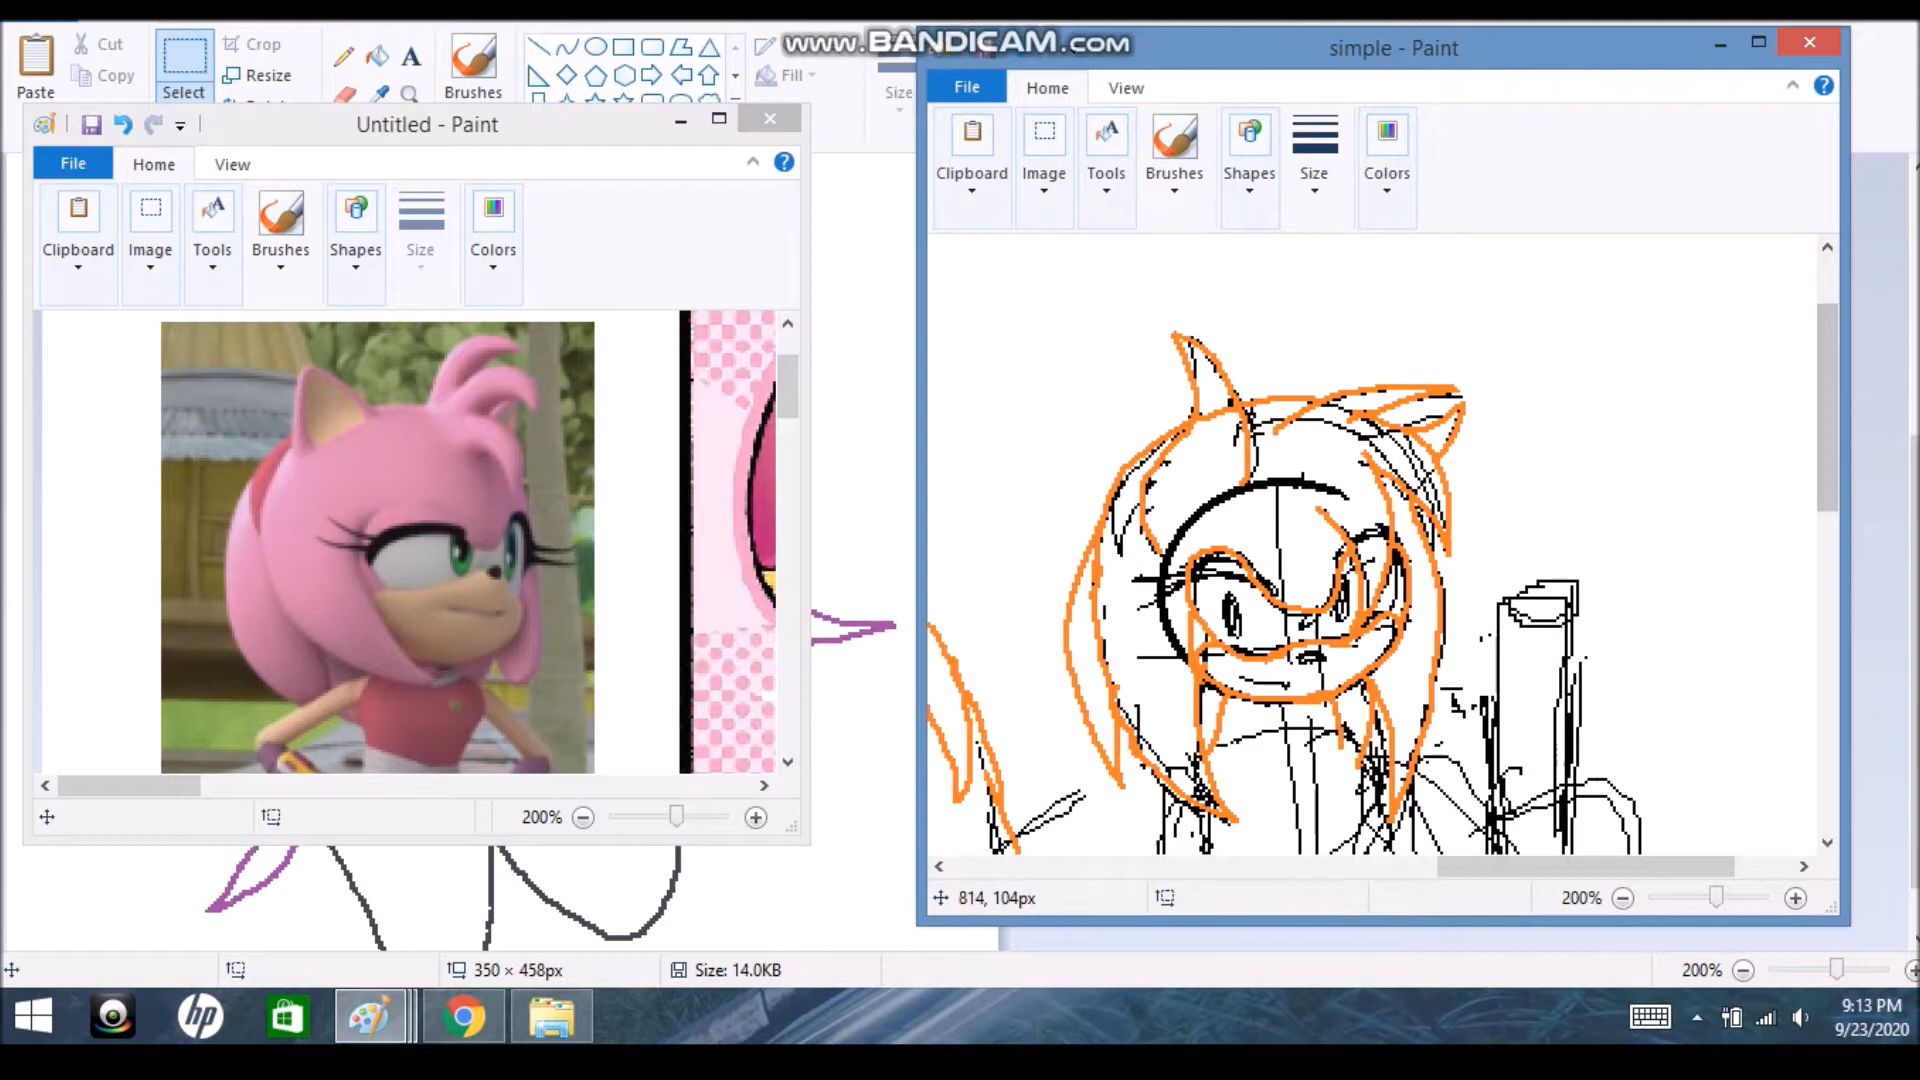 Cut
Crop
www.BANDICAM.com
simple - Paint
Copy
Resize
Fill
Paste
Select
Brushes
Size
File
Home
View
Untitled - Paint
File
Home
View
Clipboard
Image
Tools
Brushes
Shapes
Size
Colors
Clipboard
Image
Tools
Brushes
Shapes
Size
Colors
200%
814, 104px
200%
350 × 458px
Size: 14.0KB
200%
hp
9:13 PM
9/23/2020